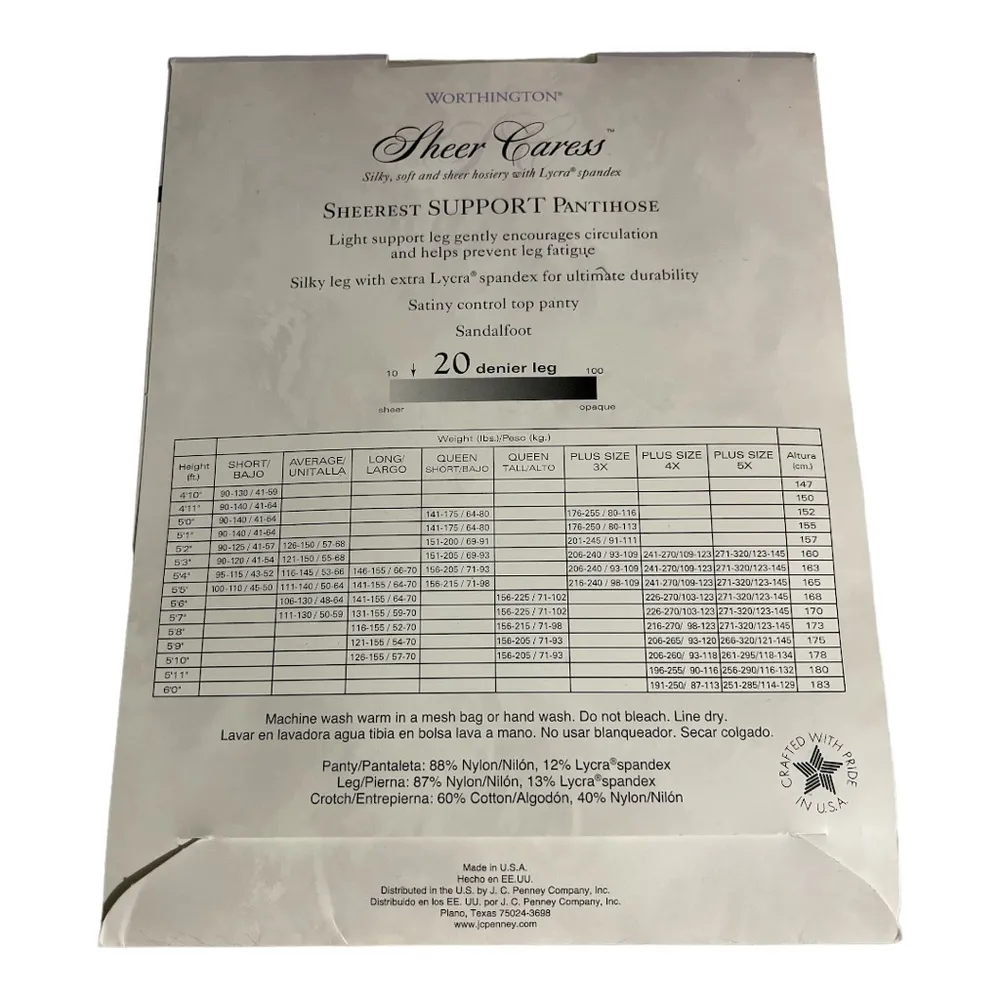 WORTHINGTON®
Sheer Caress™
Silky, soft and sheer hosiery with Lycra® spandex
SHEEREST SUPPORT PANTIHOSE
Light support leg gently encourages circulation
and helps prevent leg fatigue
Silky leg with extra Lycra® spandex for ultimate durability
Satiny control top panty
Sandalfoot
10 ↓ 20 denier leg 100
sheer opaque
Weight (lbs.)/Peso (kg.)
Height (ft.) SHORT/BAJO AVERAGE/UNITALLA LONG/LARGO QUEEN SHORT/BAJO QUEEN TALL/ALTO PLUS SIZE 3X PLUS SIZE 4X PLUS SIZE 5X Altura (cm.)
4'10" 90-130 / 41-59 147
4'11" 90-140 / 41-64 150
5'0" 90-140 / 41-64 141-175 / 64-80 176-255 / 80-116 152
5'1" 90-140 / 41-64 141-175 / 64-80 176-250 / 80-113 155
5'2" 90-125 / 41-57 126-150 / 57-68 151-200 / 69-91 201-245 / 91-111 157
5'3" 90-120 / 41-54 121-150 / 55-68 151-205 / 69-93 206-240 / 93-109 241-270/109-123 271-320/123-145 160
5'4" 95-115 / 43-52 116-145 / 53-66 146-155 / 66-70 156-205 / 71-93 206-240 / 93-109 241-270/109-123 271-320/123-145 163
5'5" 100-110 / 45-50 111-140 / 50-64 141-155 / 64-70 156-215 / 71-98 216-240 / 98-109 241-270/109-123 271-320/123-145 165
5'6" 106-130 / 48-64 141-155 / 64-70 156-225 / 71-102 226-270/103-123 271-320/123-145 168
5'7" 111-130 / 50-59 131-155 / 59-70 156-225 / 71-102 226-270/103-123 271-320/123-145 170
5'8" 116-155 / 52-70 156-215 / 71-98 216-270/ 98-123 271-320/123-145 173
5'9" 121-155 / 54-70 156-205 / 71-93 206-265/ 93-120 266-320/121-145 175
5'10" 126-155 / 57-70 156-205 / 71-93 206-260/ 93-118 261-295/118-134 178
5'11" 196-255/ 90-116 256-290/116-132 180
6'0" 191-250/ 87-113 251-285/114-129 183
Machine wash warm in a mesh bag or hand wash. Do not bleach. Line dry.
Lavar en lavadora agua tibia en bolsa lava a mano. No usar blanqueador. Secar colgado.
Panty/Pantaleta: 88% Nylon/Nilón, 12% Lycra® spandex
Leg/Pierna: 87% Nylon/Nilón, 13% Lycra® spandex
Crotch/Entrepierna: 60% Cotton/Algodón, 40% Nylon/Nilón
CRAFTED WITH PRIDE IN U.S.A.
Made in U.S.A.
Hecho en EE.UU.
Distributed in the U.S. by J. C. Penney Company, Inc.
Distribuido en los EE. UU. por J. C. Penney Company, Inc.
Plano, Texas 75024-3698
www.jcpenney.com